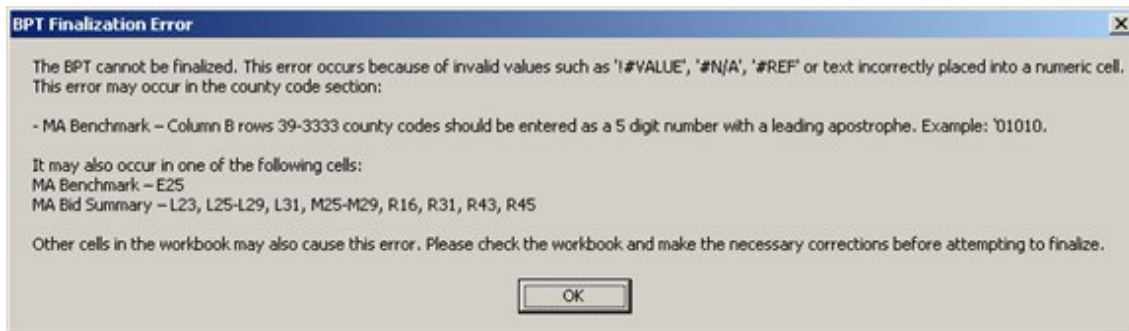 BPT Finalization Error
The BPT cannot be finalized. This error occurs because of invalid values such as '!#VALUE', '#N/A', '#REF' or text incorrectly placed into a numeric cell.
This error may occur in the county code section:
- MA Benchmark – Column B rows 39-3333 county codes should be entered as a 5 digit number with a leading apostrophe. Example: '01010.
It may also occur in one of the following cells:
MA Benchmark – E25
MA Bid Summary – L23, L25-L29, L31, M25-M29, R16, R31, R43, R45
Other cells in the workbook may also cause this error. Please check the workbook and make the necessary corrections before attempting to finalize.
OK